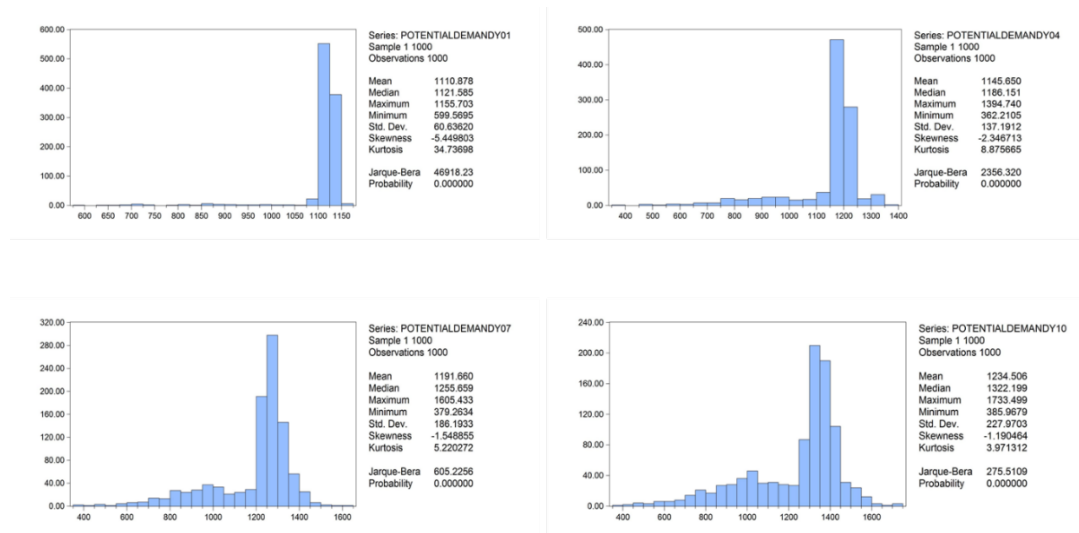 600.00
500.00
400.00
300.00
200.00
100.00
0.00
600 650 700 750 800 850 900 950 1000 1050 1100 1150
Series: POTENTIALDEMANDY01
Sample 1 1000
Observations 1000
Mean 1110.878
Median 1121.585
Maximum 1155.703
Minimum 599.5695
Std. Dev. 60.63620
Skewness -5.449803
Kurtosis 34.73698
Jarque-Bera 46918.23
Probability 0.000000
500.00
400.00
300.00
200.00
100.00
0.00
400 500 600 700 800 900 1000 1100 1200 1300 1400
Series: POTENTIALDEMANDY04
Sample 1 1000
Observations 1000
Mean 1145.650
Median 1186.151
Maximum 1394.740
Minimum 362.2105
Std. Dev. 137.1912
Skewness -2.346713
Kurtosis 8.875665
Jarque-Bera 2356.320
Probability 0.000000
320.00
280.00
240.00
200.00
160.00
120.00
80.00
40.00
0.00
400 600 800 1000 1200 1400 1600
Series: POTENTIALDEMANDY07
Sample 1 1000
Observations 1000
Mean 1191.660
Median 1255.659
Maximum 1605.433
Minimum 379.2634
Std. Dev. 186.1933
Skewness -1.548855
Kurtosis 5.220272
Jarque-Bera 605.2256
Probability 0.000000
240.00
200.00
160.00
120.00
80.00
40.00
0.00
400 600 800 1000 1200 1400 1600
Series: POTENTIALDEMANDY10
Sample 1 1000
Observations 1000
Mean 1234.506
Median 1322.199
Maximum 1733.499
Minimum 385.9679
Std. Dev. 227.9703
Skewness -1.190464
Kurtosis 3.971312
Jarque-Bera 275.5109
Probability 0.000000